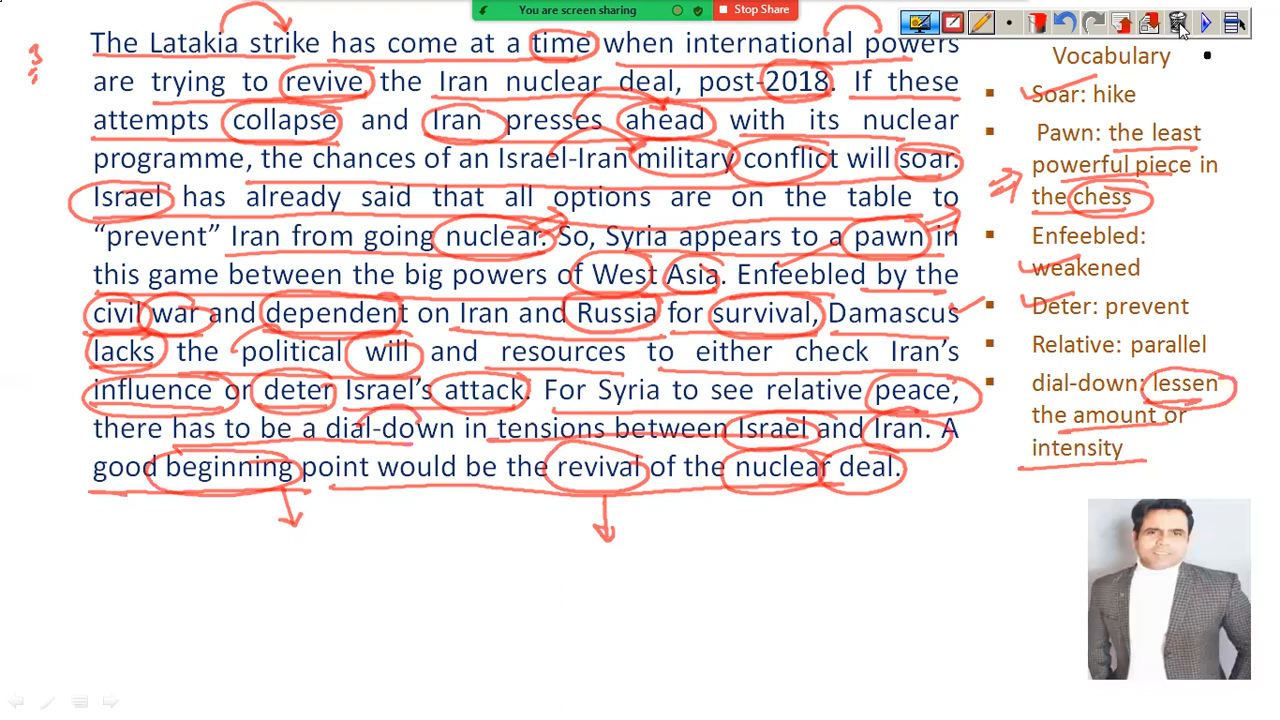 You are screen sharing
Stop Share
The Latakia strike has come at a time when international powers
are trying to revive the Iran nuclear deal, post-2018. If these
attempts collapse and Iran presses ahead with its nuclear
programme, the chances of an Israel-Iran military conflict will soar.
Israel has already said that all options are on the table to
“prevent” Iran from going nuclear. So, Syria appears to a pawn in
this game between the big powers of West Asia. Enfeebled by the
civil war and dependent on Iran and Russia for survival, Damascus
lacks the political will and resources to either check Iran’s
influence or deter Israel’s attack. For Syria to see relative peace,
there has to be a dial-down in tensions between Israel and Iran. A
good beginning point would be the revival of the nuclear deal.
Vocabulary
Soar: hike
Pawn: the least
powerful piece in
the chess
Enfeebled:
weakened
Deter: prevent
Relative: parallel
dial-down: lessen
the amount or
intensity